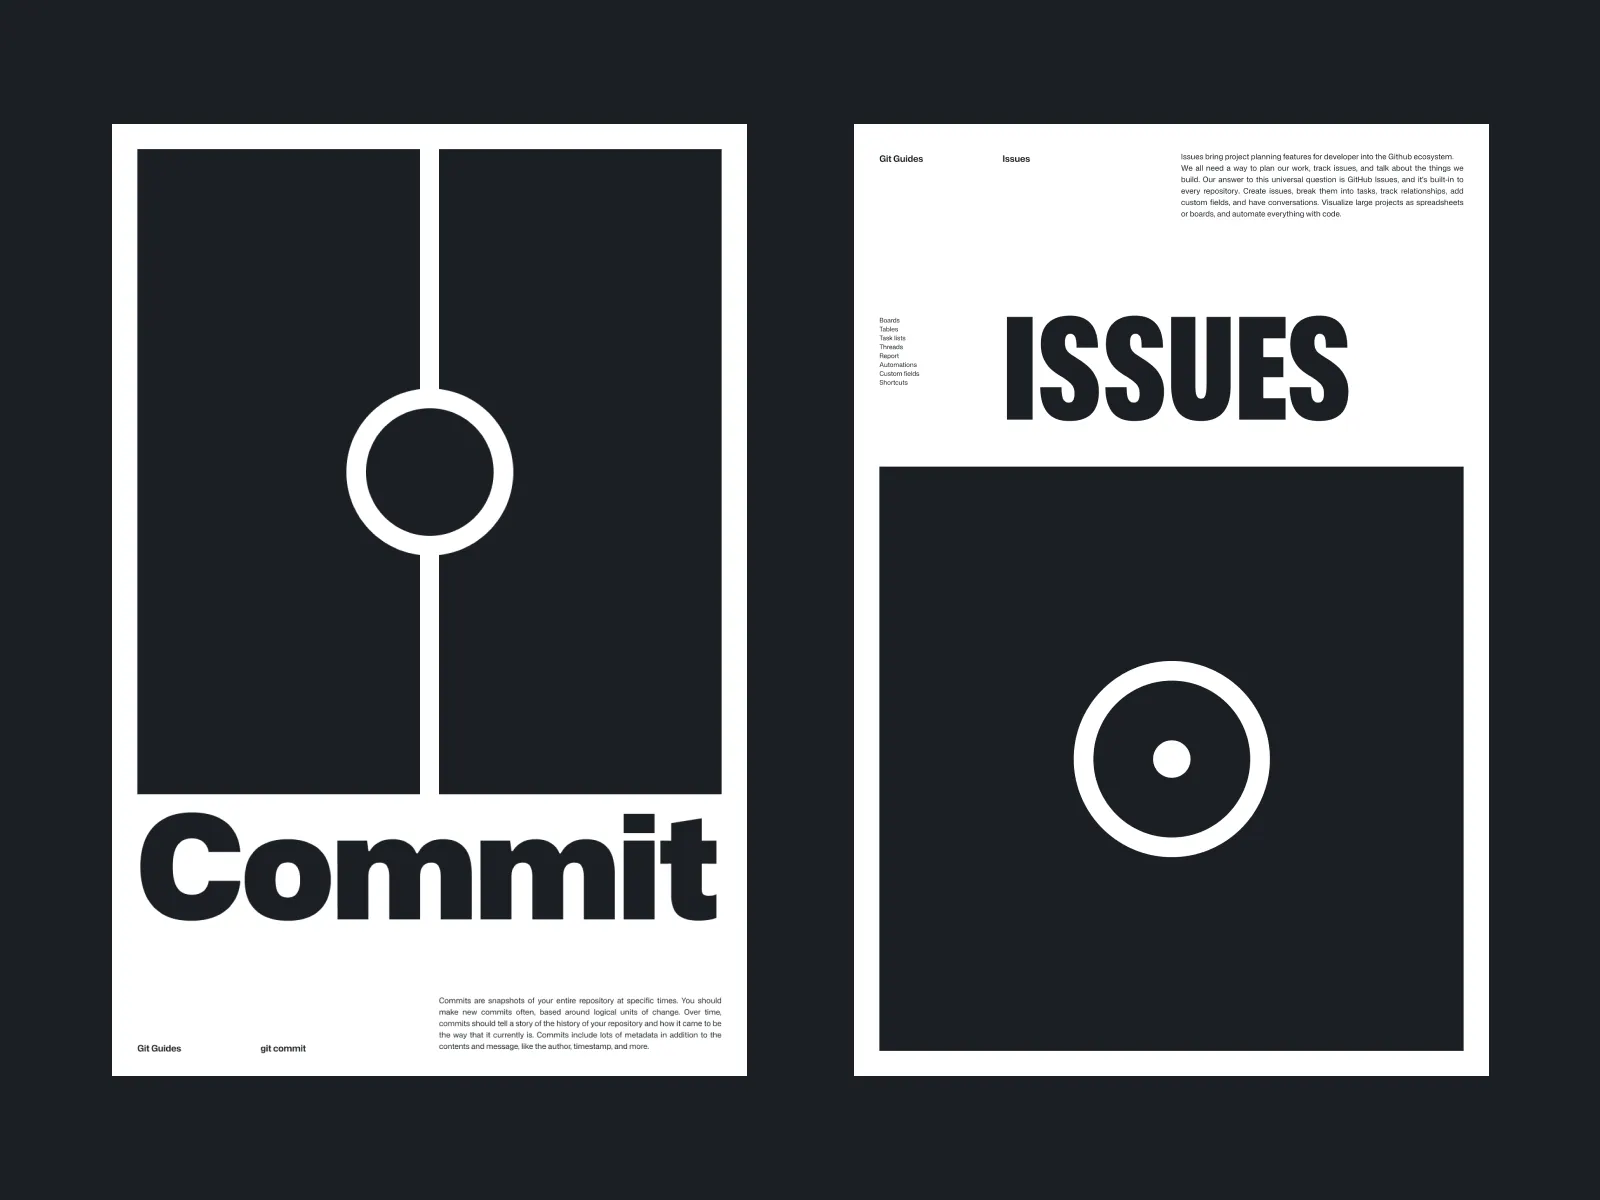 Commit
Git Guides
git commit
Commits are snapshots of your entire repository at specific times. You should
make new commits often, based around logical units of change. Over time,
commits should tell a story of the history of your repository and how it came to be
the way that it currently is. Commits include lots of metadata in addition to the
contents and message, like the author, timestamp, and more.
Git Guides
Issues
Issues bring project planning features for developer into the Github ecosystem.
We all need a way to plan our work, track issues, and talk about the things we
build. Our answer to this universal question is GitHub Issues, and it's built-in to
every repository. Create issues, break them into tasks, track relationships, add
custom fields, and have conversations. Visualize large projects as spreadsheets
or boards, and automate everything with code.
Boards
Tables
Task lists
Threads
Report
Automations
Custom fields
Shortcuts
ISSUES